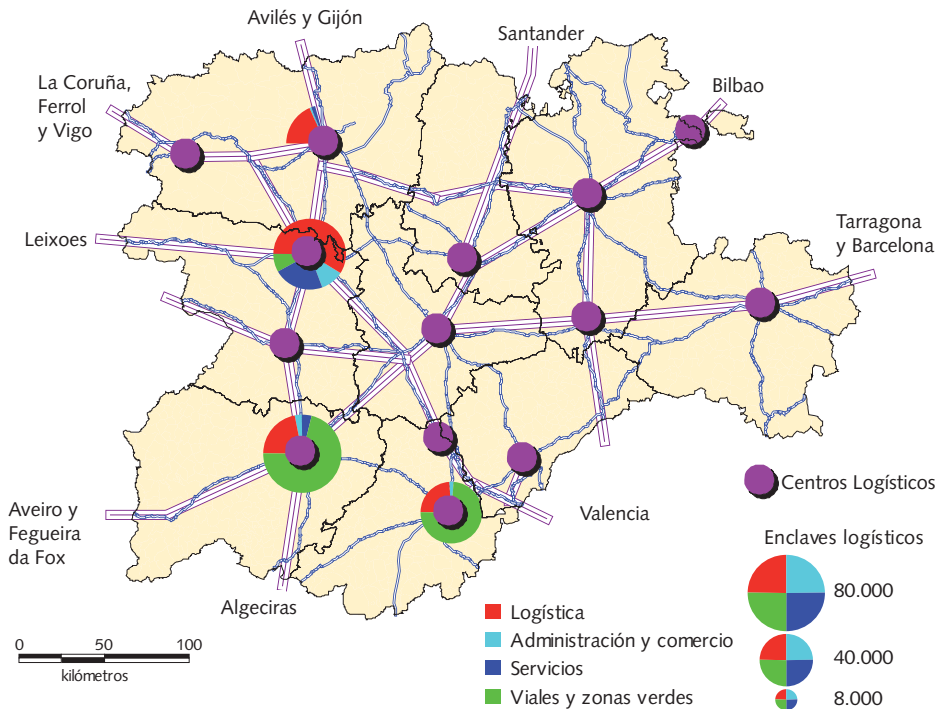 Avilés y Gijón
Santander
La Coruña,
Ferrol
y Vigo
Bilbao
Leixoes
Tarragona
y Barcelona
Aveiro y
Fegueira
da Fox
Algeciras
Valencia
Centros Logísticos
Enclaves logísticos
80.000
40.000
8.000
Logística
Administración y comercio
Servicios
Viales y zonas verdes
0 50 100
kilómetros